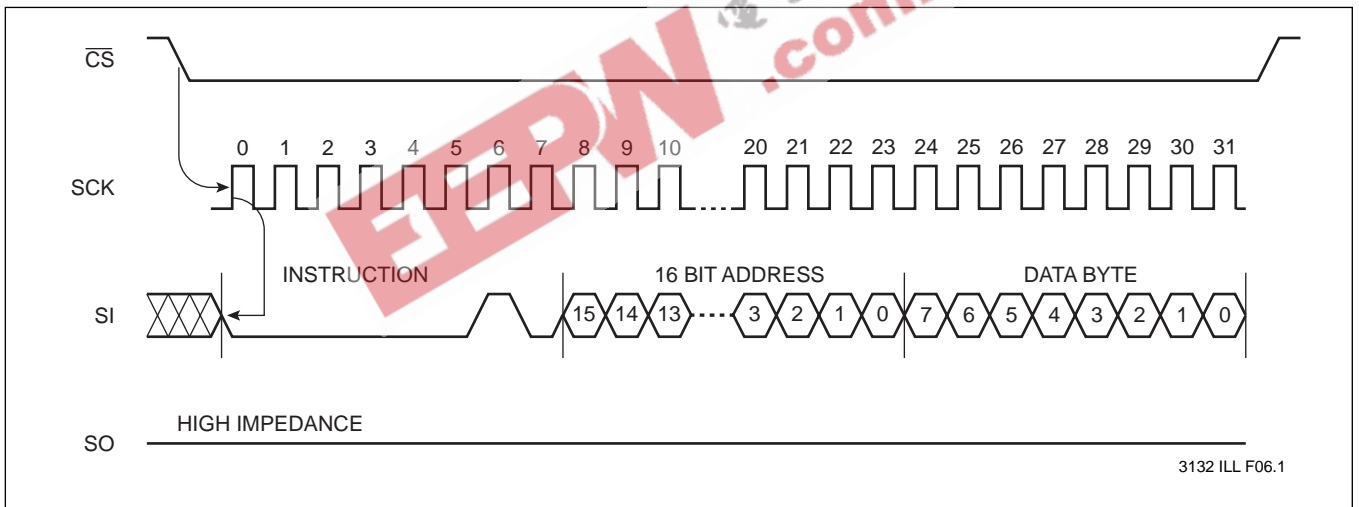 EEPW
.com
CS
0 1 2 3 4 5 6 7 8 9 10 20 21 22 23 24 25 26 27 28 29 30 31
SCK
INSTRUCTION 16 BIT ADDRESS DATA BYTE
SI
15 14 13 3 2 1 0 7 6 5 4 3 2 1 0
HIGH IMPEDANCE
SO
3132 ILL F06.1